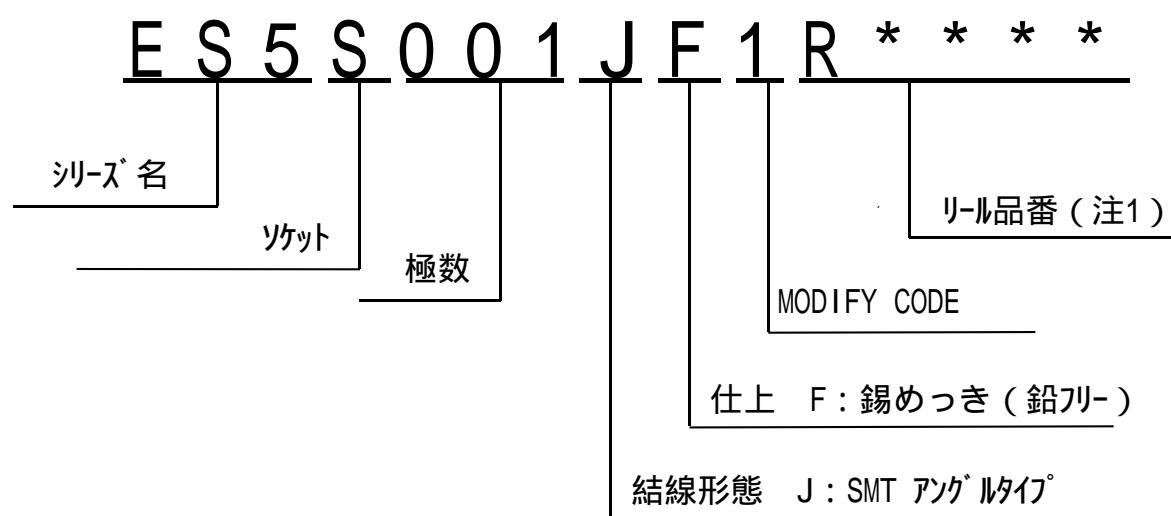 ES5S001JF1R****
シリーズ名
リール品番（注1）
ソケット
極数
MODIFY CODE
仕上　F：錫めっき（鉛フリー）
結線形態　J：SMT アングルタイプ